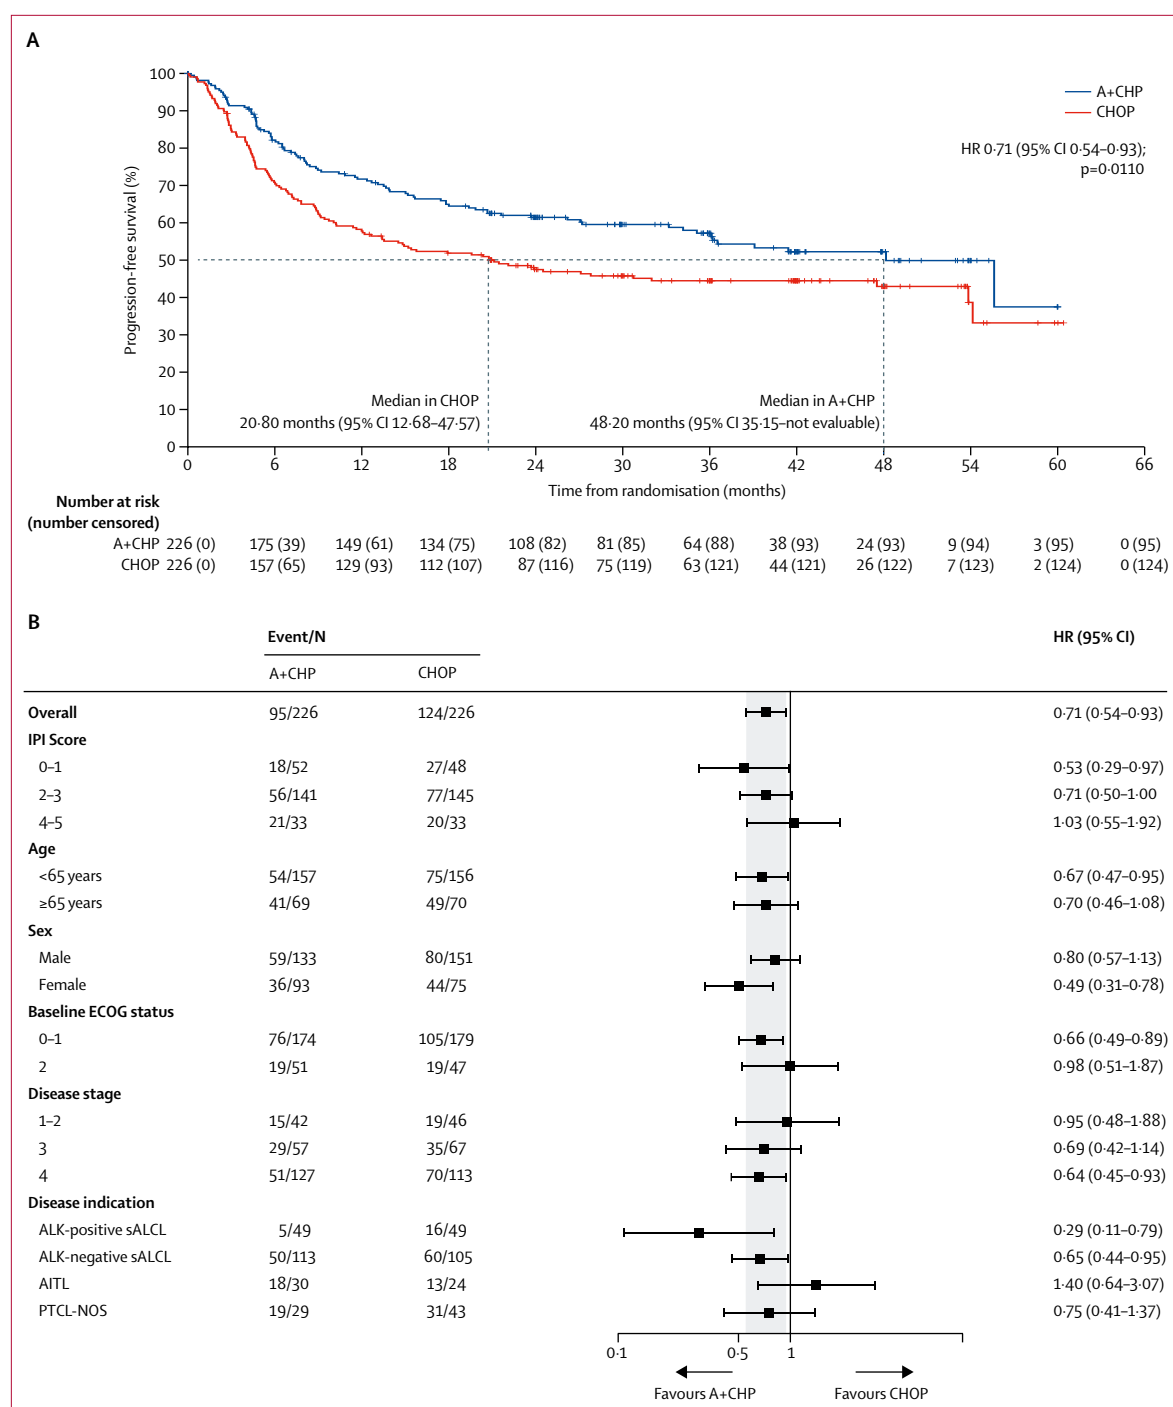 A
100
90
80
70
60
50
40
30
20
10
0
Progression-free survival (%)
A+CHP
CHOP
HR 0·71 (95% CI 0·54–0·93);
p=0·0110
Median in CHOP
20·80 months (95% CI 12·68–47·57)
Median in A+CHP
48·20 months (95% CI 35·15–not evaluable)
0 6 12 18 24 30 36 42 48 54 60 66
Time from randomisation (months)
Number at risk
(number censored)
A+CHP 226 (0) 175 (39) 149 (61) 134 (75) 108 (82) 81 (85) 64 (88) 38 (93) 24 (93) 9 (94) 3 (95) 0 (95)
CHOP 226 (0) 157 (65) 129 (93) 112 (107) 87 (116) 75 (119) 63 (121) 44 (121) 26 (122) 7 (123) 2 (124) 0 (124)
B
Event/N HR (95% CI)
A+CHP CHOP
Overall 95/226 124/226 0·71 (0·54–0·93)
IPI Score
0–1 18/52 27/48 0·53 (0·29–0·97)
2–3 56/141 77/145 0·71 (0·50–1·00
4–5 21/33 20/33 1·03 (0·55–1·92)
Age
<65 years 54/157 75/156 0·67 (0·47–0·95)
≥65 years 41/69 49/70 0·70 (0·46–1·08)
Sex
Male 59/133 80/151 0·80 (0·57–1·13)
Female 36/93 44/75 0·49 (0·31–0·78)
Baseline ECOG status
0–1 76/174 105/179 0·66 (0·49–0·89)
2 19/51 19/47 0·98 (0·51–1·87)
Disease stage
1–2 15/42 19/46 0·95 (0·48–1·88)
3 29/57 35/67 0·69 (0·42–1·14)
4 51/127 70/113 0·64 (0·45–0·93)
Disease indication
ALK-positive sALCL 5/49 16/49 0·29 (0·11–0·79)
ALK-negative sALCL 50/113 60/105 0·65 (0·44–0·95)
AITL 18/30 13/24 1·40 (0·64–3·07)
PTCL-NOS 19/29 31/43 0·75 (0·41–1·37)
0·1 0·5 1
Favours A+CHP Favours CHOP